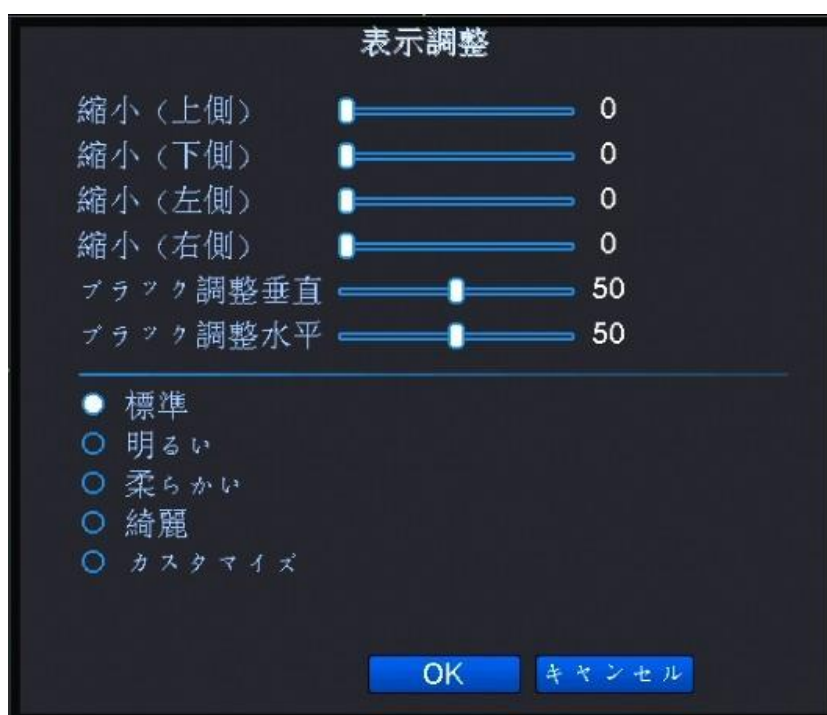 表示調整
縮小（上側） 0
縮小（下側） 0
縮小（左側） 0
縮小（右側） 0
ブラック調整垂直 50
ブラック調整水平 50
標準
明るい
柔らかい
綺麗
カスタマイズ
OK キャンセル